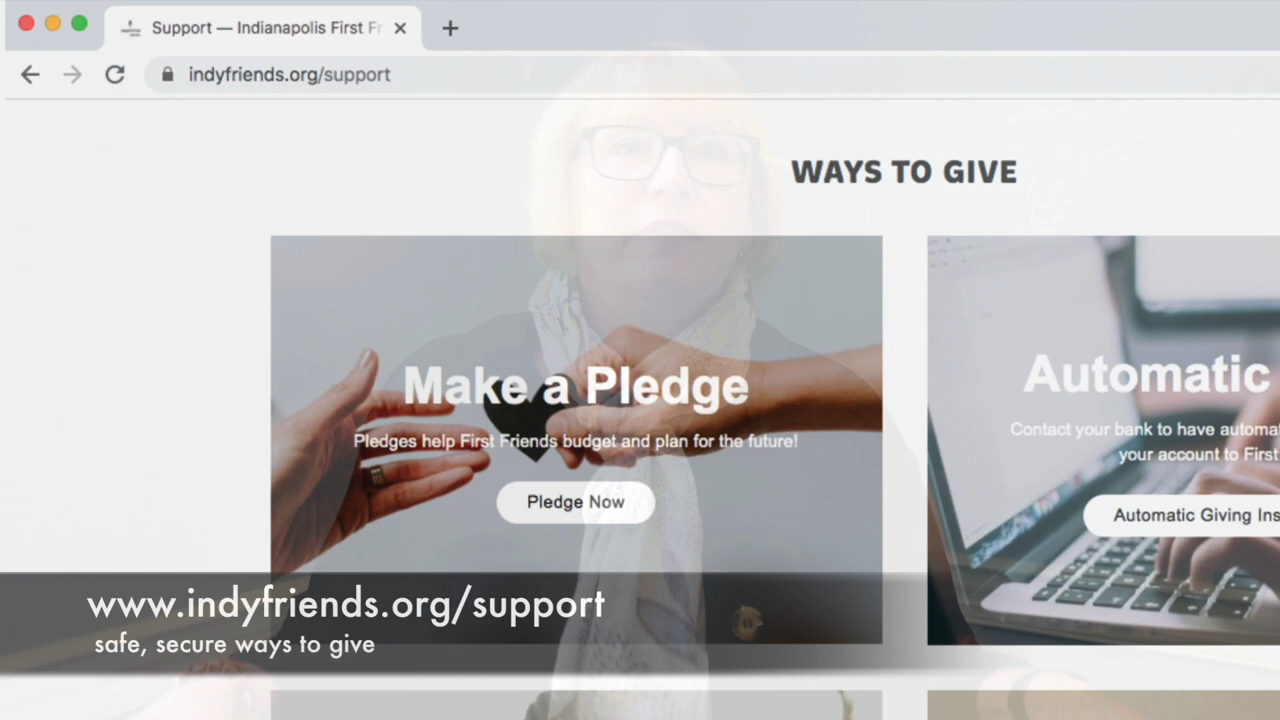 Support — Indianapolis First Fr
indyfriends.org/support
WAYS TO GIVE
Make a Pledge
Pledges help First Friends budget and plan for the future!
Pledge Now
Automatic
Contact your bank to have automa
your account to First
Automatic Giving Ins
www.indyfriends.org/support
safe, secure ways to give